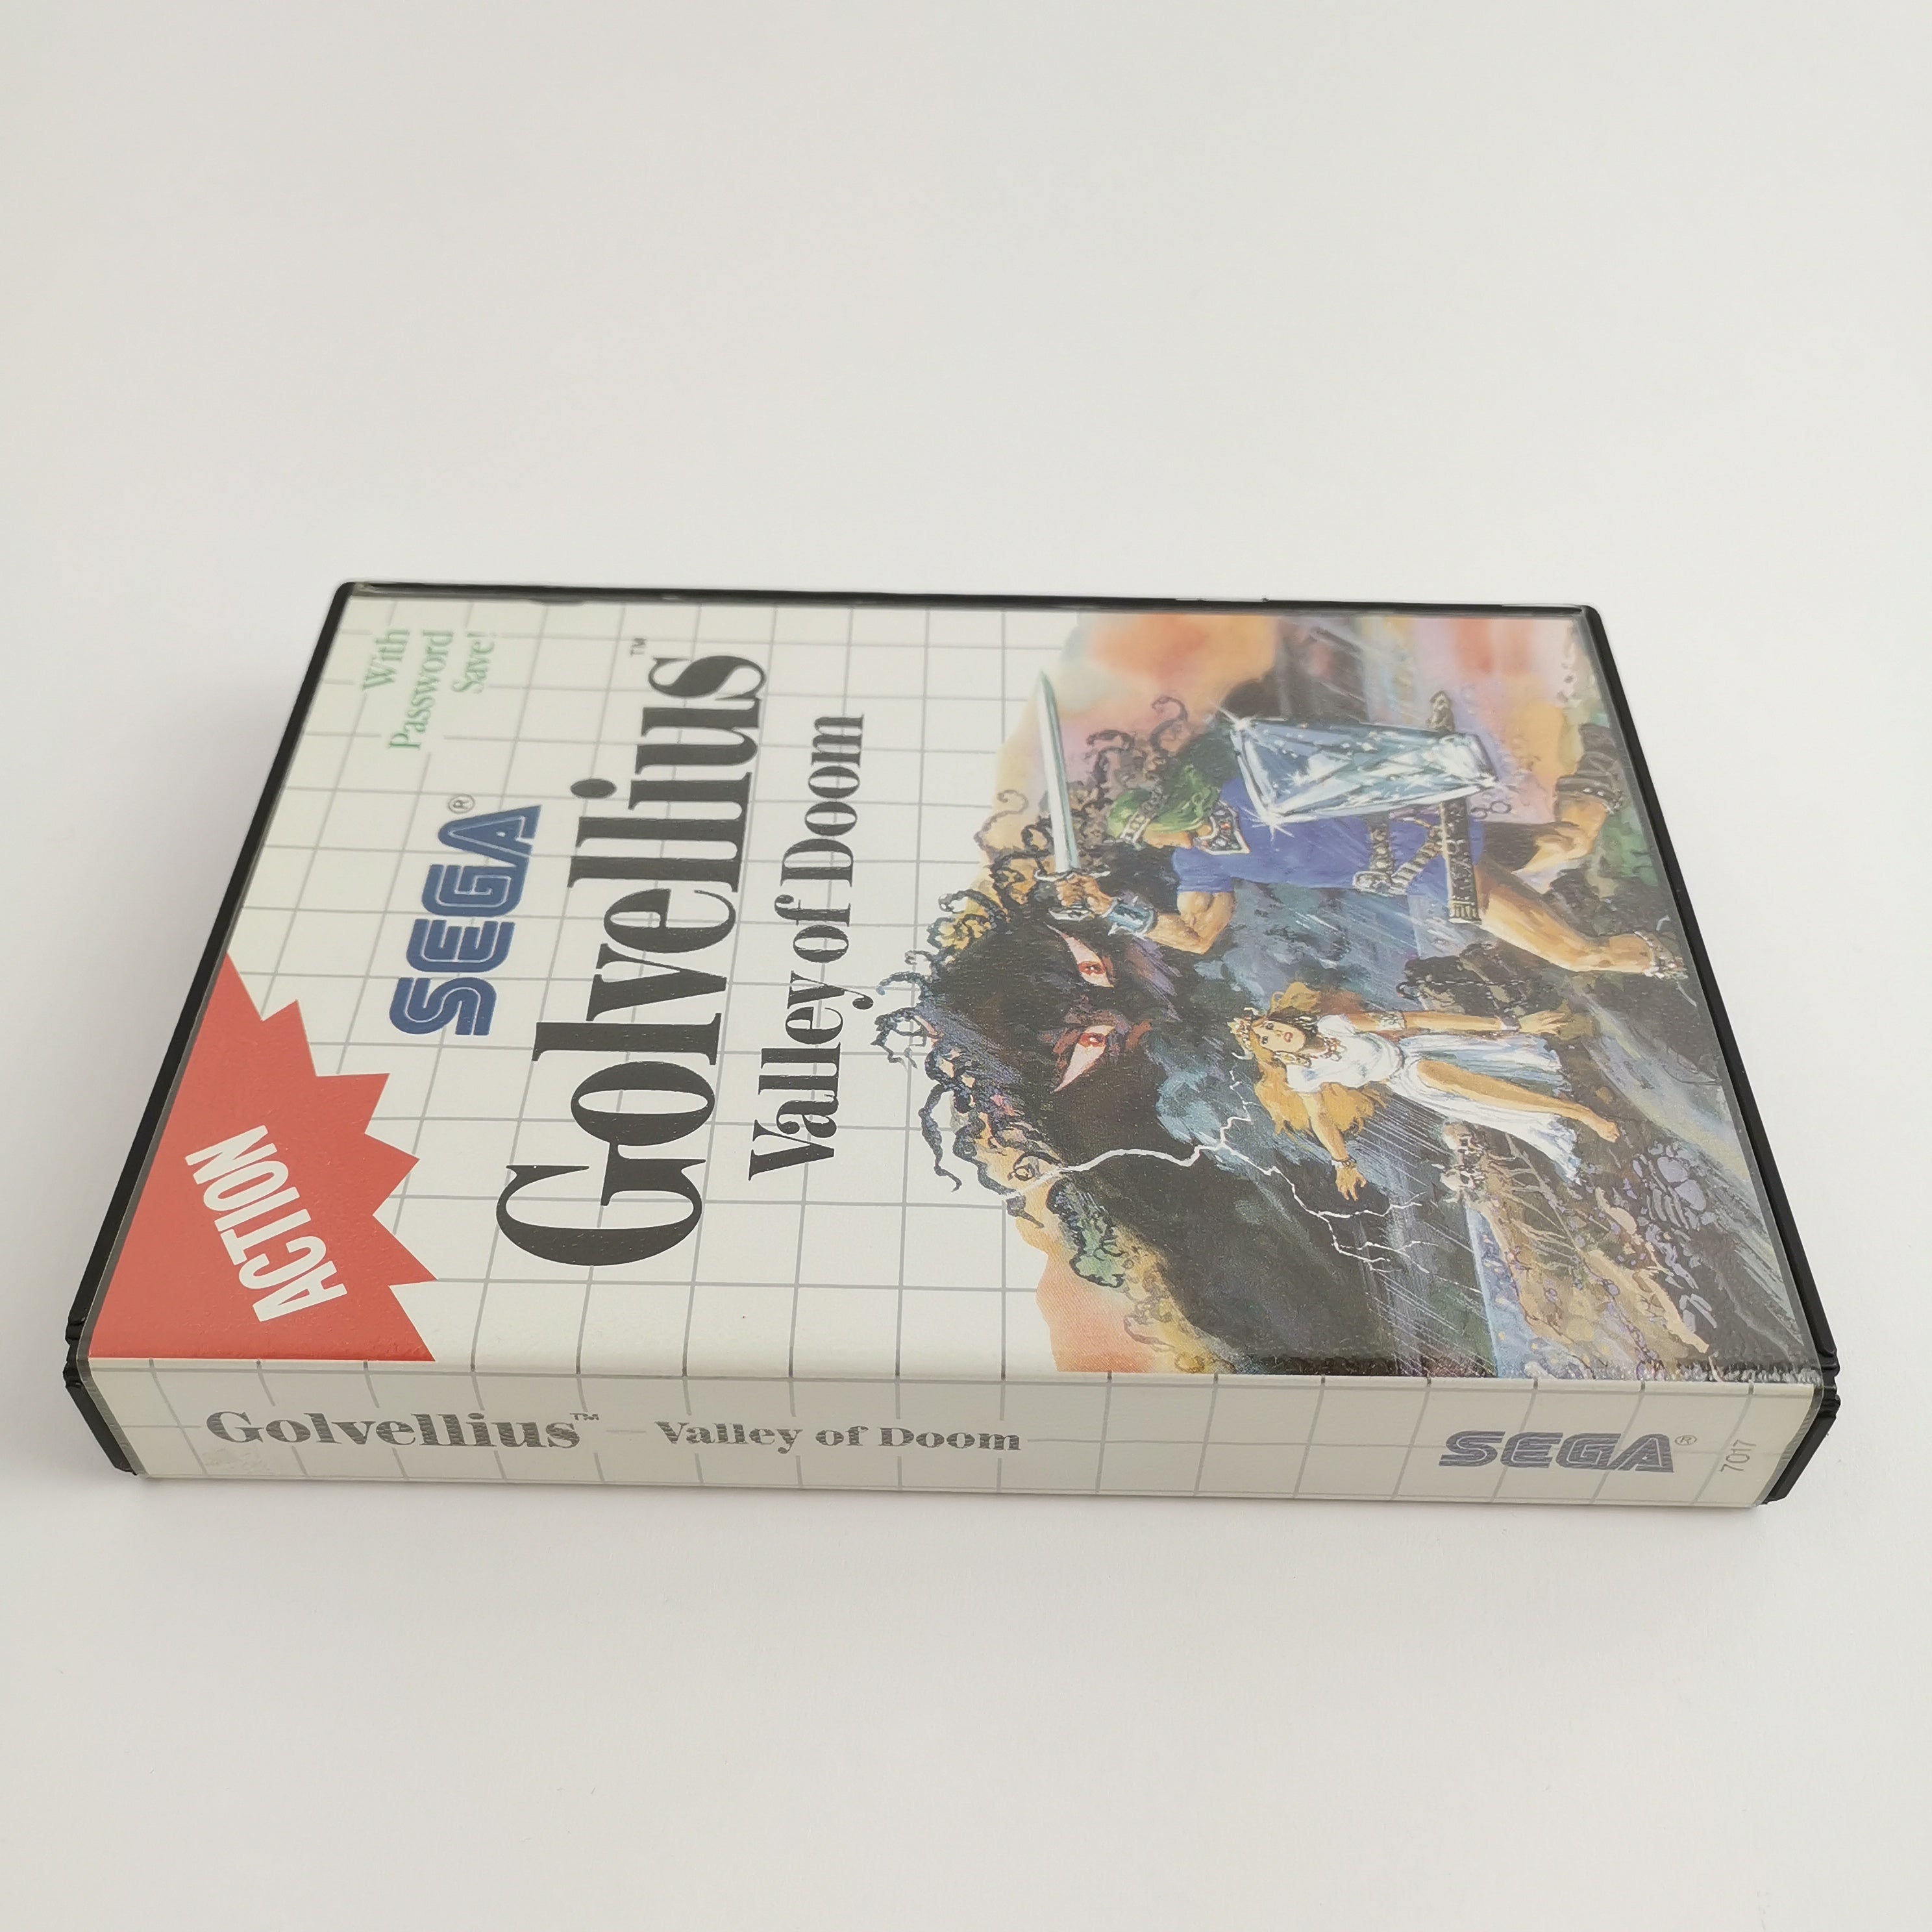 With
Password
Save!
SEGA®
ACTION
Golvellius™
Valley of Doom
Golvellius™ — Valley of Doom
SEGA®
7017